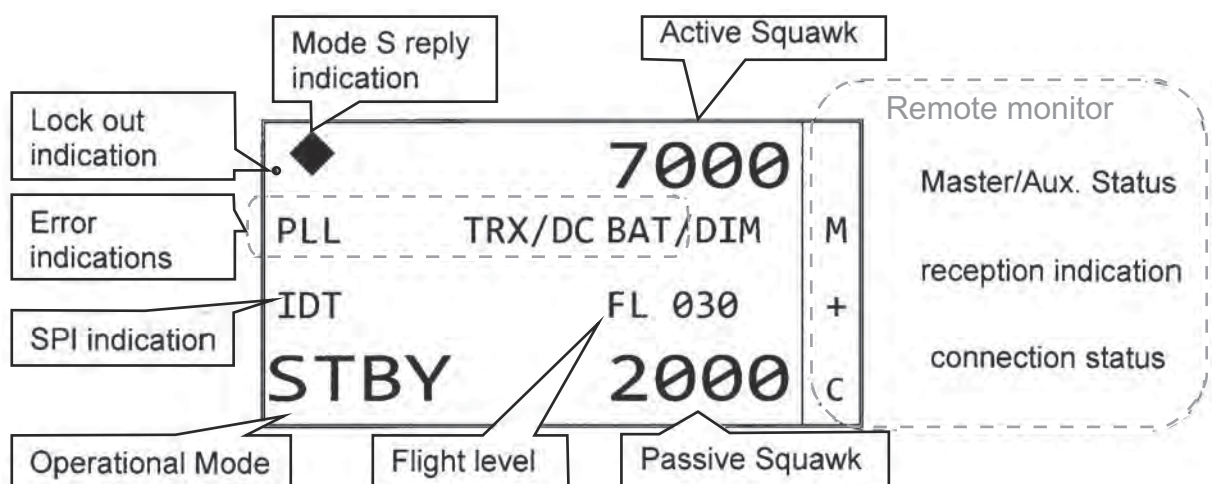 Mode S reply
indication
Active Squawk
Lock out
indication
Remote monitor
7000
Master/Aux. Status
Error
indications
PLL TRX/DC BAT/DIM M
reception indication
SPI indication
IDT FL 030 +
connection status
STBY 2000 C
Operational Mode
Flight level
Passive Squawk